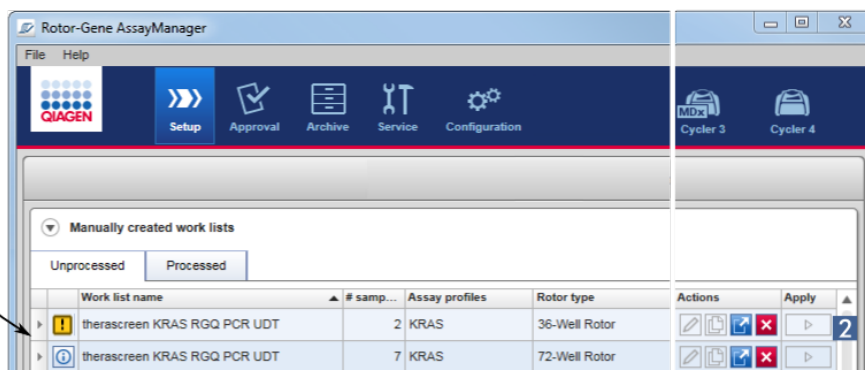 Rotor-Gene AssayManager
File Help
QIAGEN
Setup Approval Archive Service Configuration MDx Cycler 3 Cycler 4
Manually created work lists
Unprocessed Processed
Work list name # samp... Assay profiles Rotor type Actions Apply
therascreen KRAS RGQ PCR UDT 2 KRAS 36-Well Rotor 2
therascreen KRAS RGQ PCR UDT 7 KRAS 72-Well Rotor